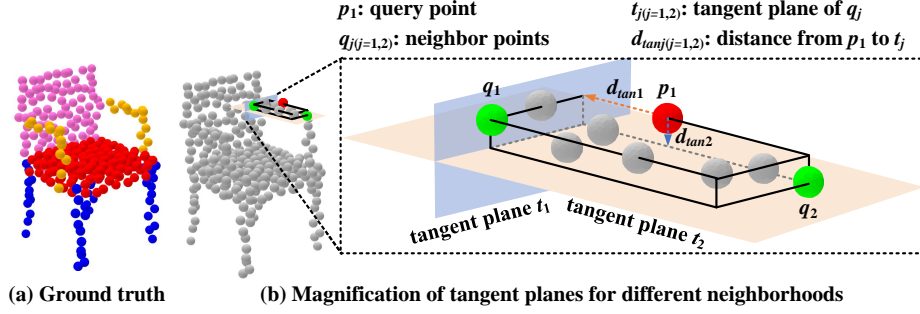 p1: query point
tj(j=1,2): tangent plane of qj
qj(j=1,2): neighbor points
dtanj(j=1,2): distance from p1 to tj
q1
dtan1
p1
dtan2
q2
tangent plane t1
tangent plane t2
(a) Ground truth
(b) Magnification of tangent planes for different neighborhoods